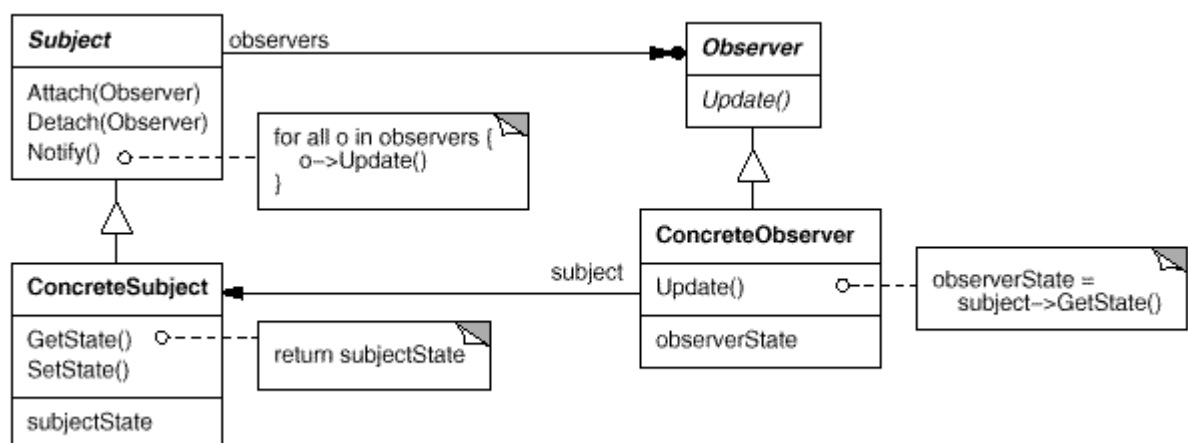 Subject
Attach(Observer)
Detach(Observer)
Notify()
observers
Observer
Update()
for all o in observers {
o->Update()
}
ConcreteSubject
GetState()
SetState()
subjectState
return subjectState
subject
ConcreteObserver
Update()
observerState
observerState =
subject->GetState()